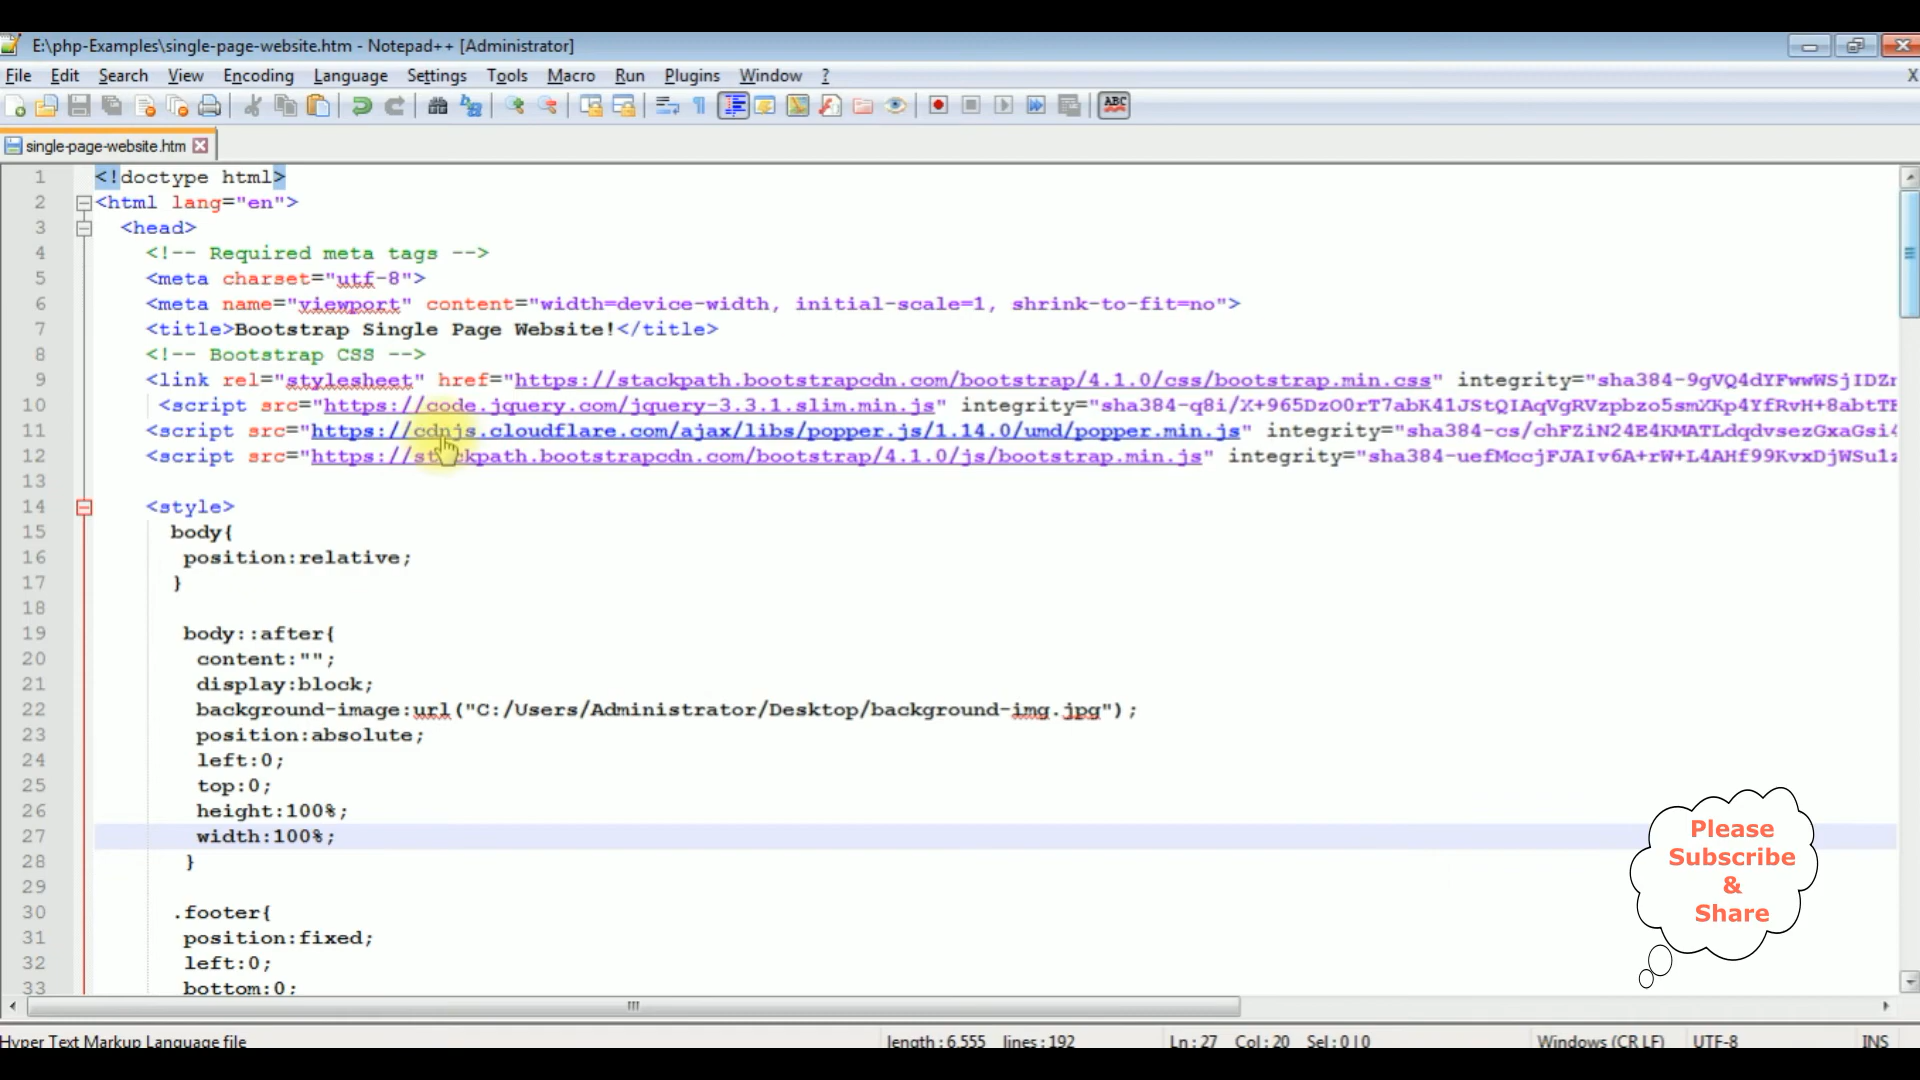 E:\php-Examples\single-page-website.htm - Notepad++ [Administrator]
File Edit Search View Encoding Language Settings Tools Macro Run Plugins Window ? X
ABC
single-page-website.htm
1 <!doctype html>
2 <html lang="en">
3 <head>
4 <!-- Required meta tags -->
5 <meta charset="utf-8">
6 <meta name="viewport" content="width=device-width, initial-scale=1, shrink-to-fit=no">
7 <title>Bootstrap Single Page Website!</title>
8 <!-- Bootstrap CSS -->
9 <link rel="stylesheet" href="https://stackpath.bootstrapcdn.com/bootstrap/4.1.0/css/bootstrap.min.css" integrity="sha384-9gVQ4dYFwwWSjIDZn
10 <script src="https://code.jquery.com/jquery-3.3.1.slim.min.js" integrity="sha384-q8i/X+965DzO0rT7abK41JStQIAqVgRVzpbzo5smXKp4YfRvH+8abtTE
11 <script src="https://cdnjs.cloudflare.com/ajax/libs/popper.js/1.14.0/umd/popper.min.js" integrity="sha384-cs/chFZiN24E4KMATLdqdvsezGxaGsi4
12 <script src="https://stackpath.bootstrapcdn.com/bootstrap/4.1.0/js/bootstrap.min.js" integrity="sha384-uefMccjFJAIv6A+rW+L4AHf99KvxDjWSu1z
13
14 <style>
15 body{
16 position:relative;
17 }
18
19 body::after{
20 content:"";
21 display:block;
22 background-image:url("C:/Users/Administrator/Desktop/background-img.jpg");
23 position:absolute;
24 left:0;
25 top:0;
26 height:100%;
27 width:100%;
28 }
29
30 .footer{
31 position:fixed;
32 left:0;
33 bottom:0;
Please
Subscribe
&
Share
Hyper Text Markup Language file length : 6,555 lines : 192 Ln : 27 Col : 20 Sel : 0 | 0 Windows (CR LF) UTF-8 INS